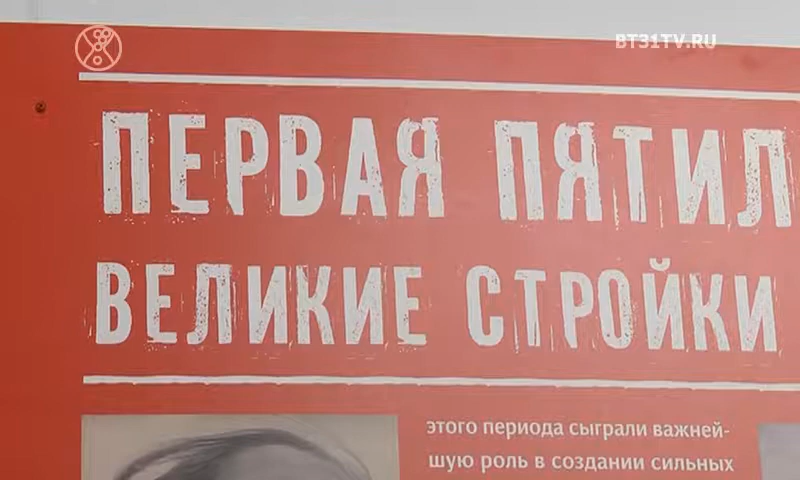 BT31TV.RU
ПЕРВАЯ ПЯТИЛ
ВЕЛИКИЕ СТРОЙКИ
этого периода сыграли важней-
шую роль в создании сильных